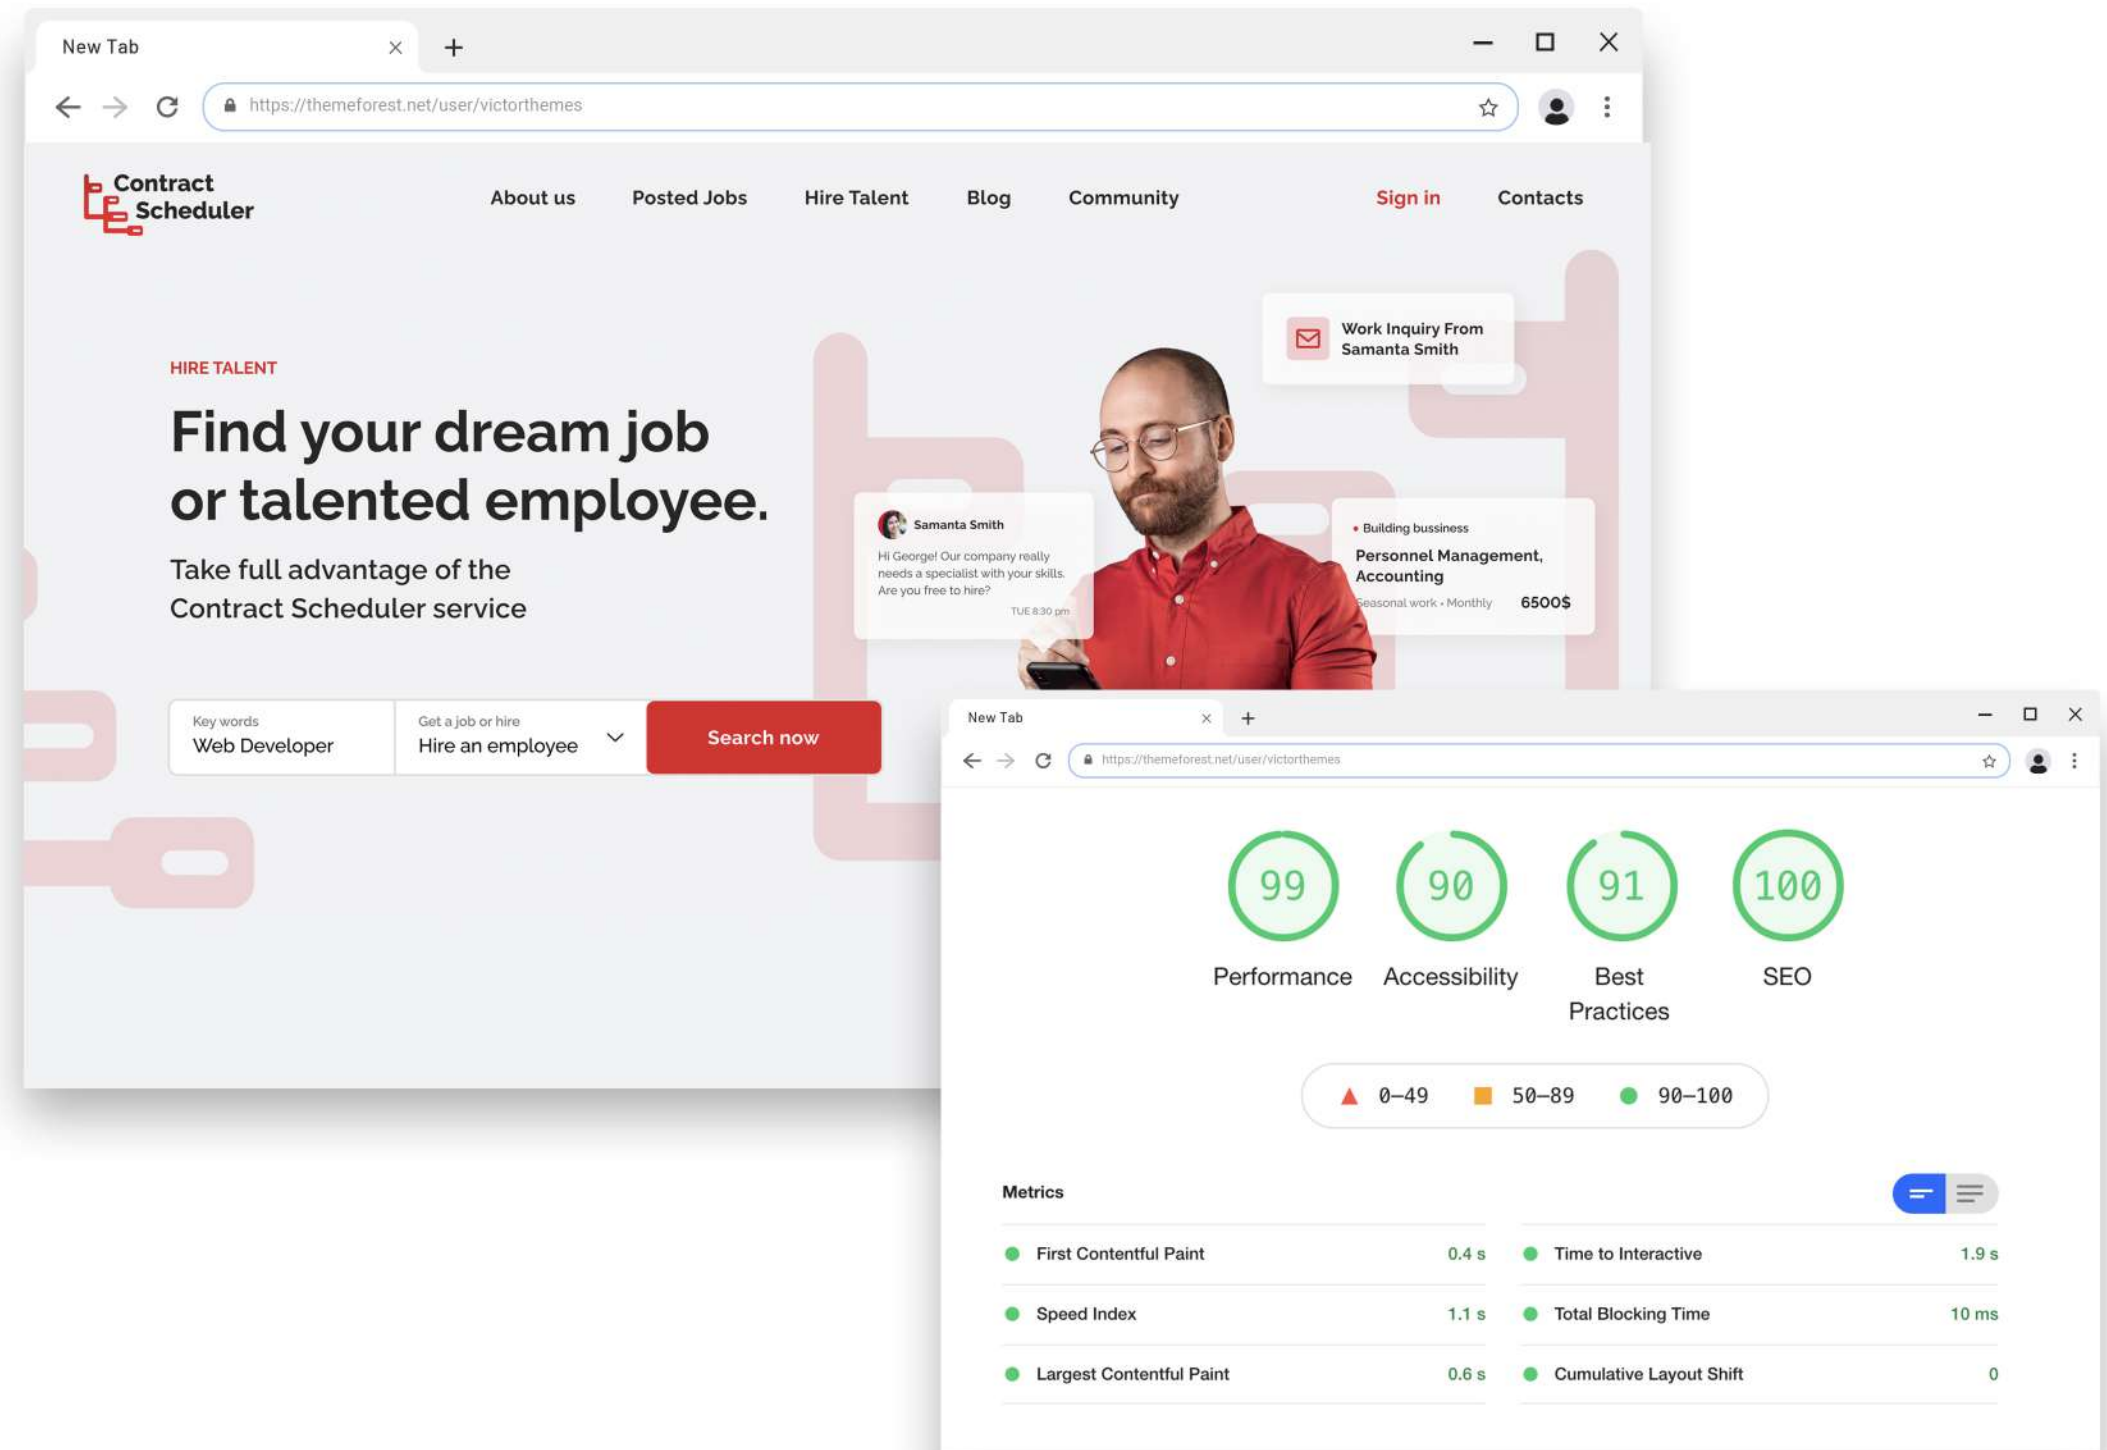 New Tab
https://themeforest.net/user/victorthemes
Contract
Scheduler
About us
Posted Jobs
Hire Talent
Blog
Community
Sign in
Contacts
Work Inquiry From
Samanta Smith
HIRE TALENT
Find your dream job
or talented employee.
Take full advantage of the
Contract Scheduler service
Samanta Smith
Hi George! Our company really
needs a specialist with your skills.
Are you free to hire?
TUE 8:30 pm
Building bussiness
Personnel Management,
Accounting
Seasonal work • Monthly 6500$
Key words
Web Developer
Get a job or hire
Hire an employee
Search now
New Tab
https://themeforest.net/user/victorthemes
99
90
91
100
Performance
Accessibility
Best
Practices
SEO
0–49
50–89
90–100
Metrics
First Contentful Paint 0.4 s
Time to Interactive 1.9 s
Speed Index 1.1 s
Total Blocking Time 10 ms
Largest Contentful Paint 0.6 s
Cumulative Layout Shift 0